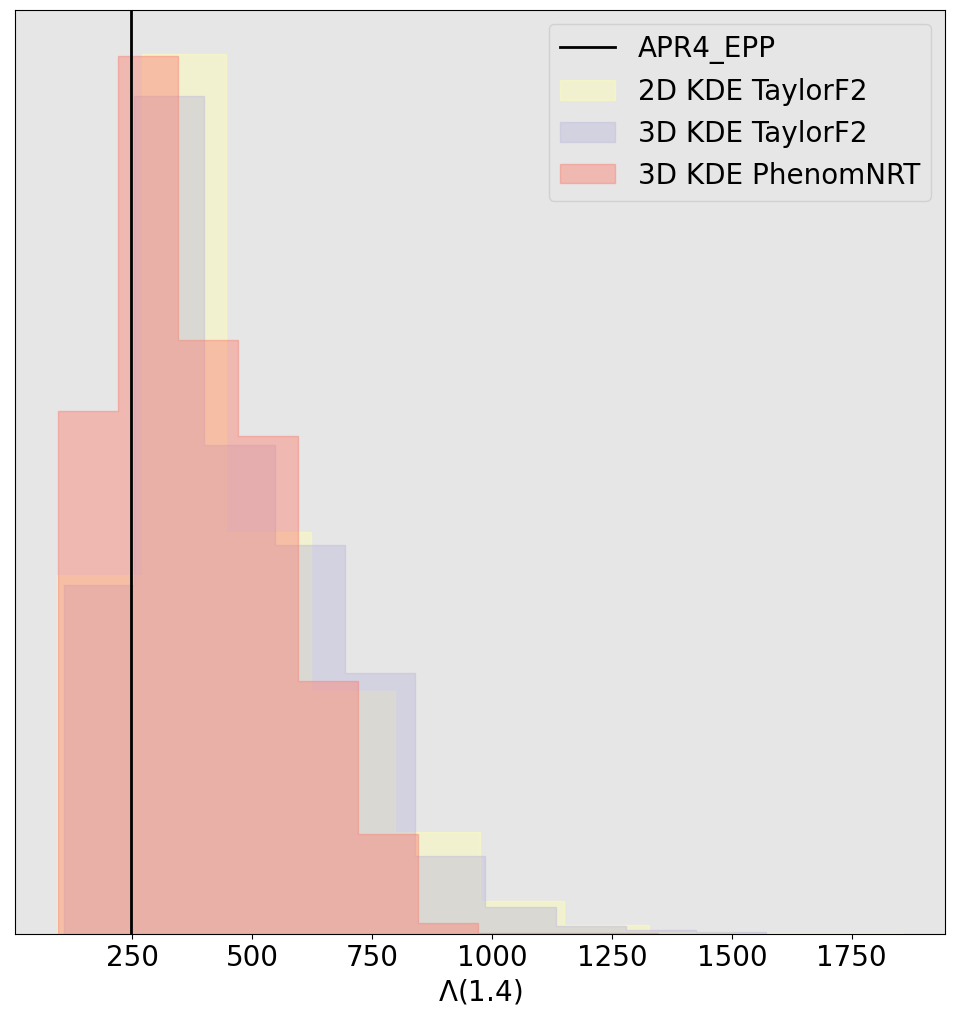 APR4_EPP
2D KDE TaylorF2
3D KDE TaylorF2
3D KDE PhenomNRT
250 500 750 1000 1250 1500 1750
Λ(1.4)